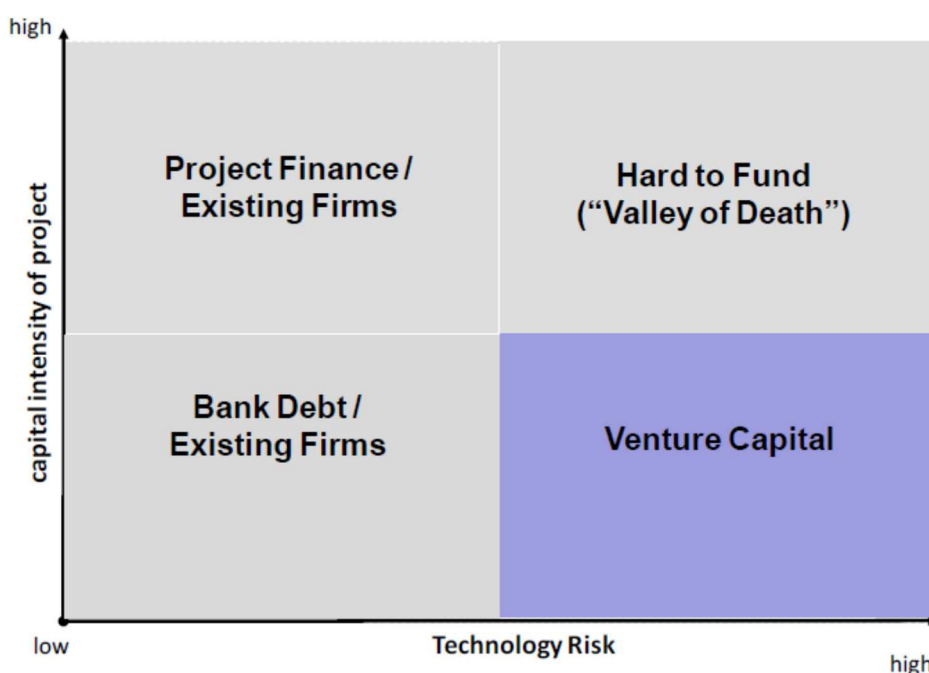 high
Project Finance /
Existing Firms
Hard to Fund
(“Valley of Death”)
capital intensity of project
Bank Debt /
Existing Firms
Venture Capital
low
Technology Risk
high